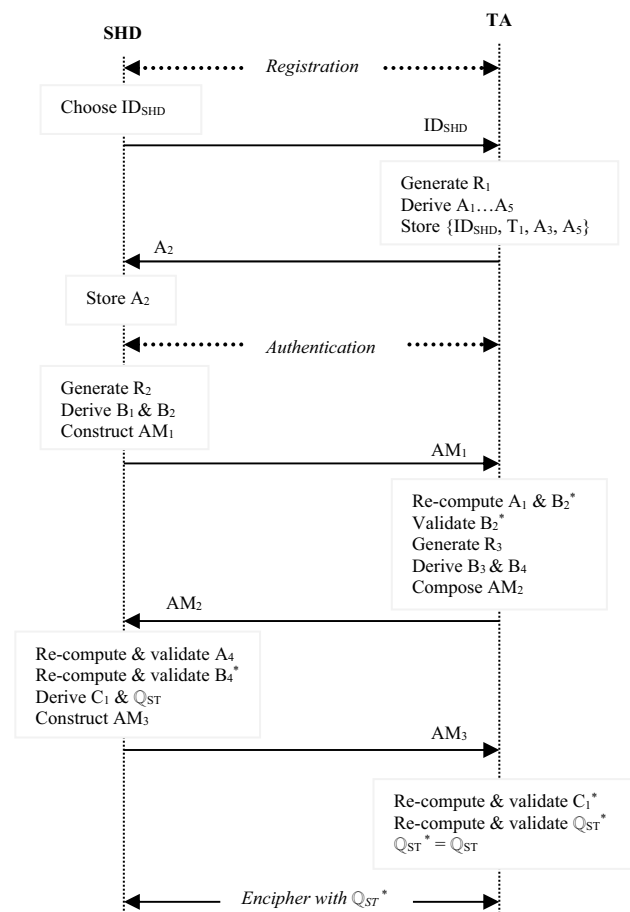 SHD
TA
Registration
Choose ID_SHD
ID_SHD
Generate R₁
Derive A₁…A₅
Store {ID_SHD, T₁, A₃, A₅}
A₂
Store A₂
Authentication
Generate R₂
Derive B₁ & B₂
Construct AM₁
AM₁
Re-compute A₁ & B₂*
Validate B₂*
Generate R₃
Derive B₃ & B₄
Compose AM₂
AM₂
Re-compute & validate A₄
Re-compute & validate B₄*
Derive C₁ & ℚ_ST
Construct AM₃
AM₃
Re-compute & validate C₁*
Re-compute & validate ℚ_ST*
ℚ_ST* = ℚ_ST
Encipher with ℚ_ST*